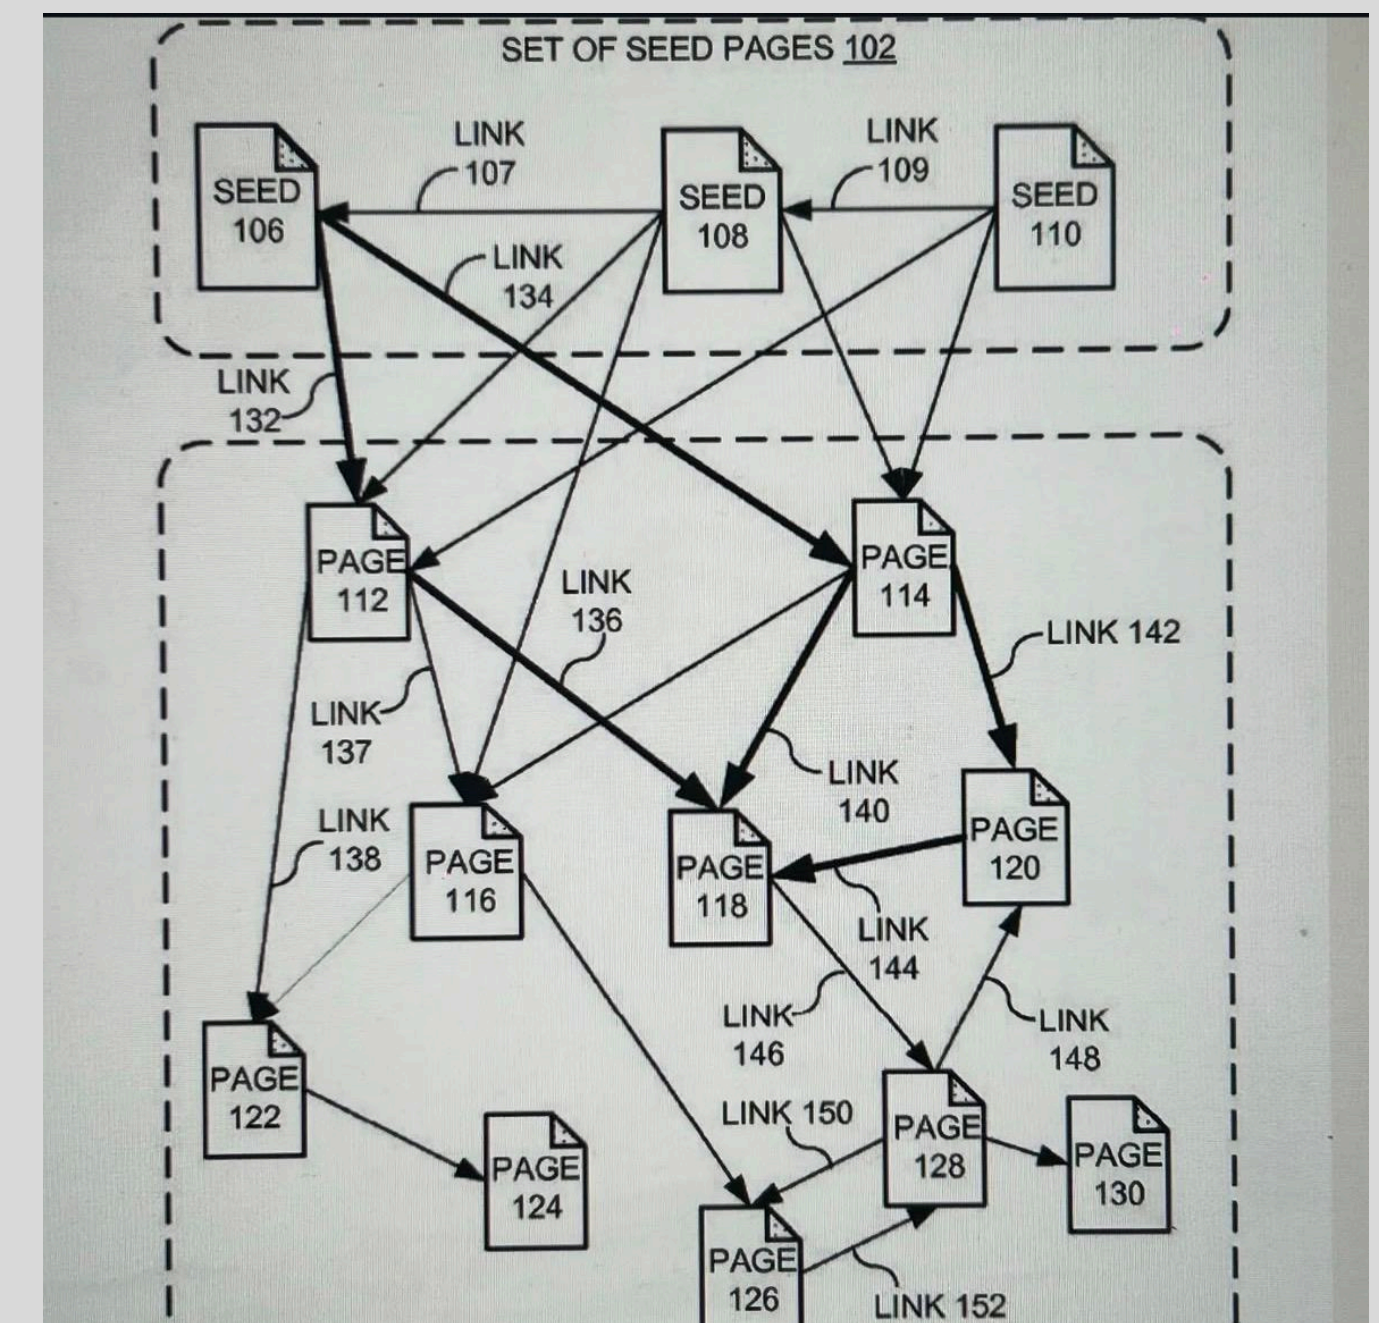 SET OF SEED PAGES 102
LINK
107
LINK
109
SEED
106
SEED
108
SEED
110
LINK
134
LINK
132
PAGE
112
PAGE
114
LINK
136
LINK 142
LINK
137
LINK
140
LINK
138
PAGE
116
PAGE
118
PAGE
120
LINK
144
LINK
146
LINK
148
PAGE
122
LINK 150
PAGE
128
PAGE
124
PAGE
130
PAGE
126
LINK 152